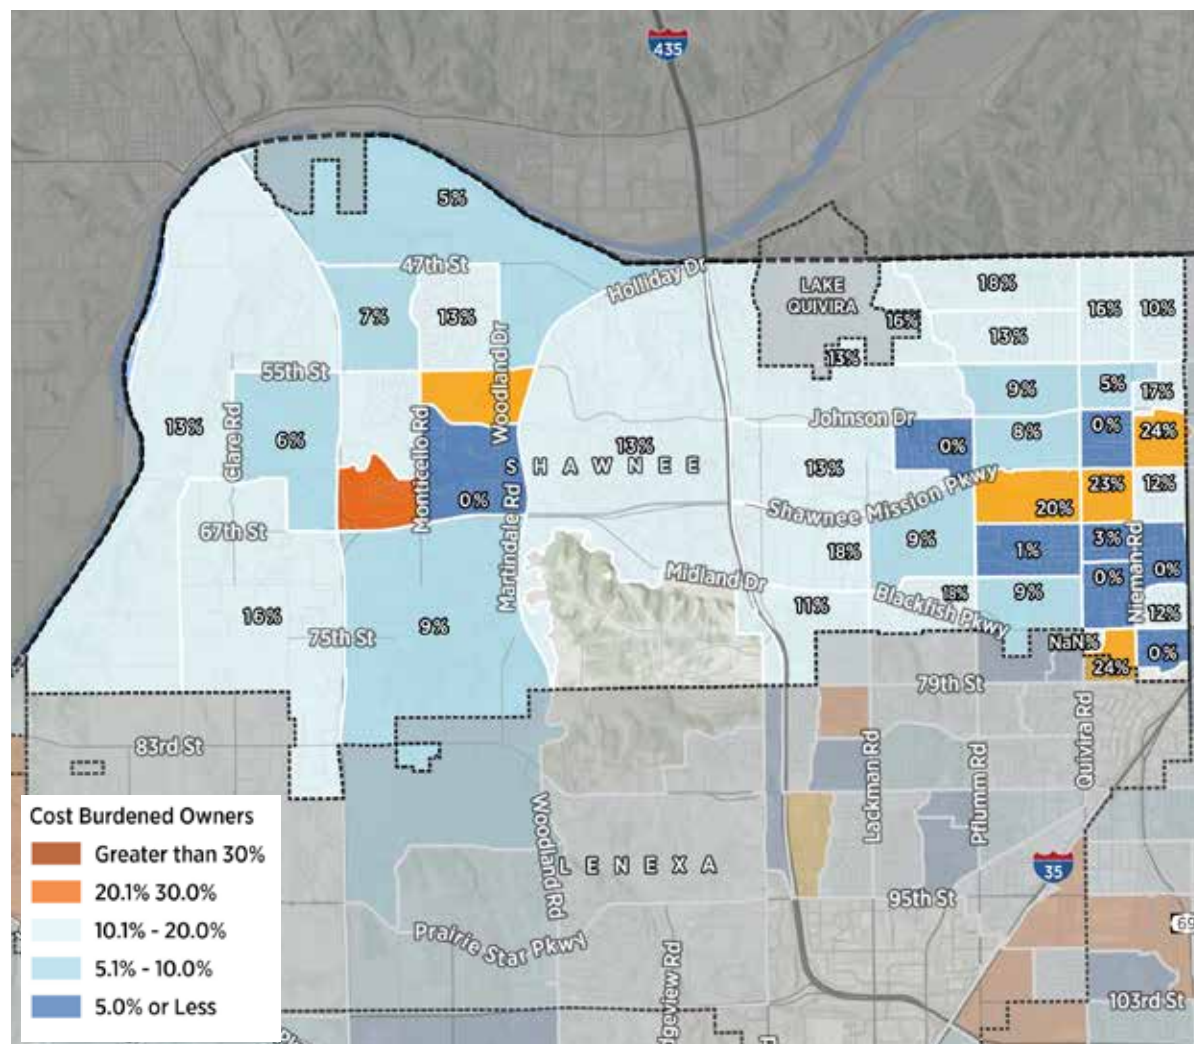 435
5%
47th St
Holliday Dr
LAKE
QUIVIRA
18%
16%
10%
7%
13%
16%
13%
13%
Woodland Dr
55th St
9%
5%
17%
Johnson Dr
13%
Clare Rd
6%
Monticello Rd
13%
0%
8%
0%
24%
SHAWNEE
13%
0%
Martindale Rd
Shawnee Mission Pkwy
20%
23%
12%
67th St
18%
9%
1%
3%
Nieman Rd
0%
0%
Midland Dr
11%
Blackfish Pkwy
18%
9%
12%
16%
75th St
9%
NaN%
24%
0%
79th St
83rd St
Lackman Rd
Pflumm Rd
Quivira Rd
Cost Burdened Owners
Greater than 30%
20.1% 30.0%
10.1% - 20.0%
5.1% - 10.0%
5.0% or Less
Woodland Rd
LENEXA
35
95th St
Prairie Star Pkwy
69
103rd St